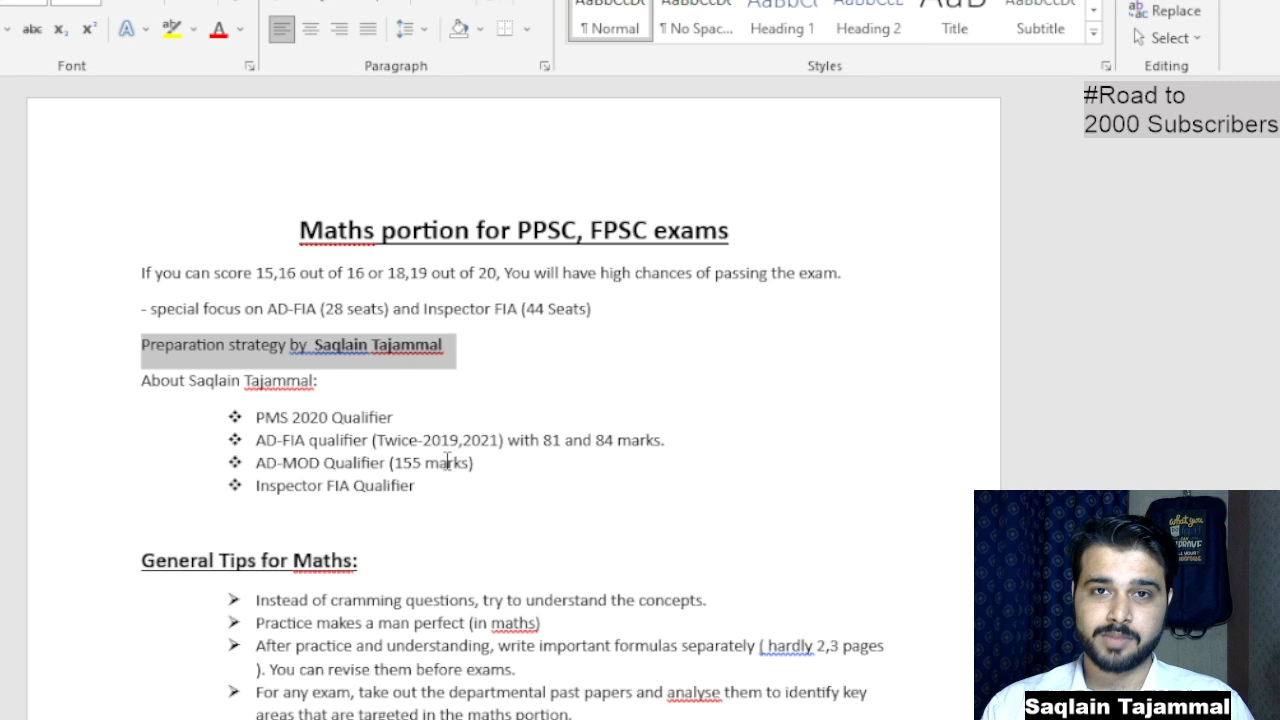 Replace
abc x₂ x² A ab A
¶ Normal ¶ No Spac... Heading 1 Heading 2 Title Subtitle Select
Font Paragraph Styles Editing
#Road to
2000 Subscribers
Maths portion for PPSC, FPSC exams
If you can score 15,16 out of 16 or 18,19 out of 20, You will have high chances of passing the exam.
- special focus on AD-FIA (28 seats) and Inspector FIA (44 Seats)
Preparation strategy by Saqlain Tajammal
About Saqlain Tajammal:
❖ PMS 2020 Qualifier
❖ AD-FIA qualifier (Twice-2019,2021) with 81 and 84 marks.
❖ AD-MOD Qualifier (155 marks)
❖ Inspector FIA Qualifier
General Tips for Maths:
➢ Instead of cramming questions, try to understand the concepts.
➢ Practice makes a man perfect (in maths)
➢ After practice and understanding, write important formulas separately ( hardly 2,3 pages
). You can revise them before exams.
➢ For any exam, take out the departmental past papers and analyse them to identify key
areas that are targeted in the maths portion.
what you
Saqlain Tajammal